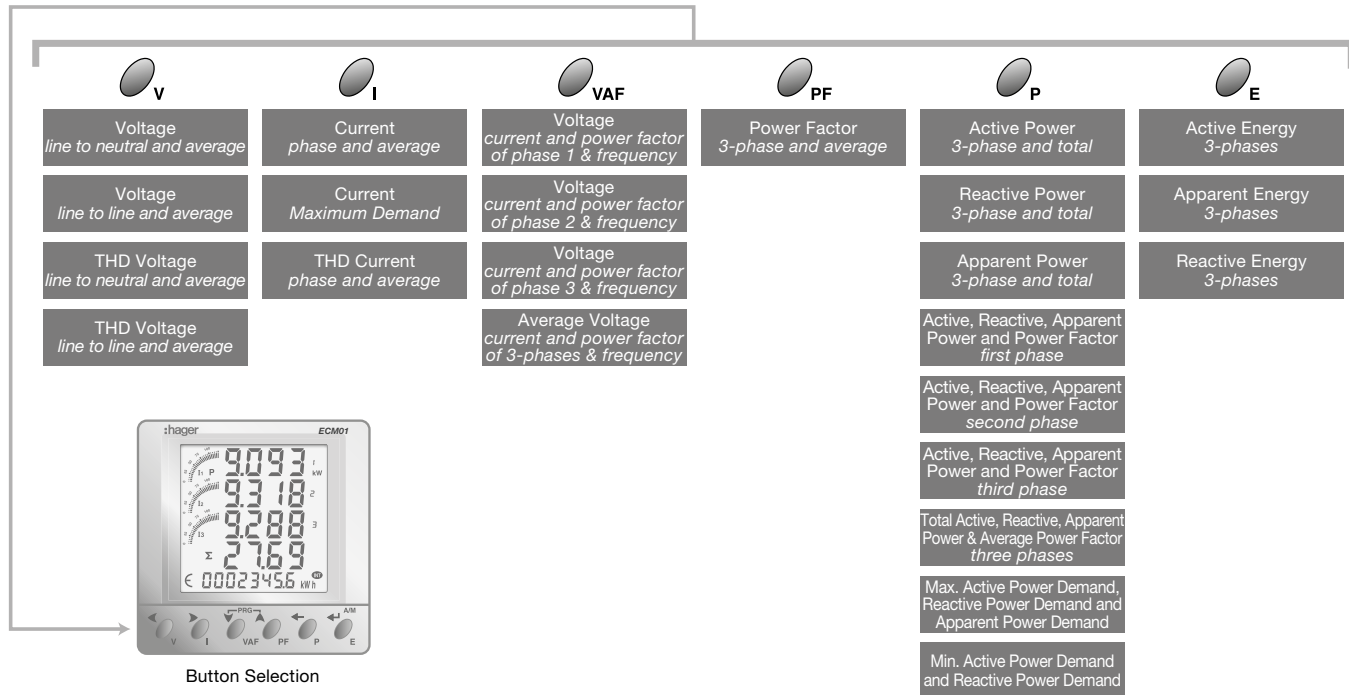 V
Voltage
line to neutral and average
Voltage
line to line and average
THD Voltage
line to neutral and average
THD Voltage
line to line and average
I
Current
phase and average
Current
Maximum Demand
THD Current
phase and average
VAF
Voltage
current and power factor
of phase 1 & frequency
Voltage
current and power factor
of phase 2 & frequency
Voltage
current and power factor
of phase 3 & frequency
Average Voltage
current and power factor
of 3-phases & frequency
PF
Power Factor
3-phase and average
P
Active Power
3-phase and total
Reactive Power
3-phase and total
Apparent Power
3-phase and total
Active, Reactive, Apparent
Power and Power Factor
first phase
Active, Reactive, Apparent
Power and Power Factor
second phase
Active, Reactive, Apparent
Power and Power Factor
third phase
Total Active, Reactive, Apparent
Power & Average Power Factor
three phases
Max. Active Power Demand,
Reactive Power Demand and
Apparent Power Demand
Min. Active Power Demand
and Reactive Power Demand
E
Active Energy
3-phases
Apparent Energy
3-phases
Reactive Energy
3-phases
:hager ECM01
I1 P 9.093 1 kW
I2 9.318 2
I3 9.288 3
Σ 27.69
€ 0002345.6 kWh
PRG A/M
V I VAF PF P E
Button Selection